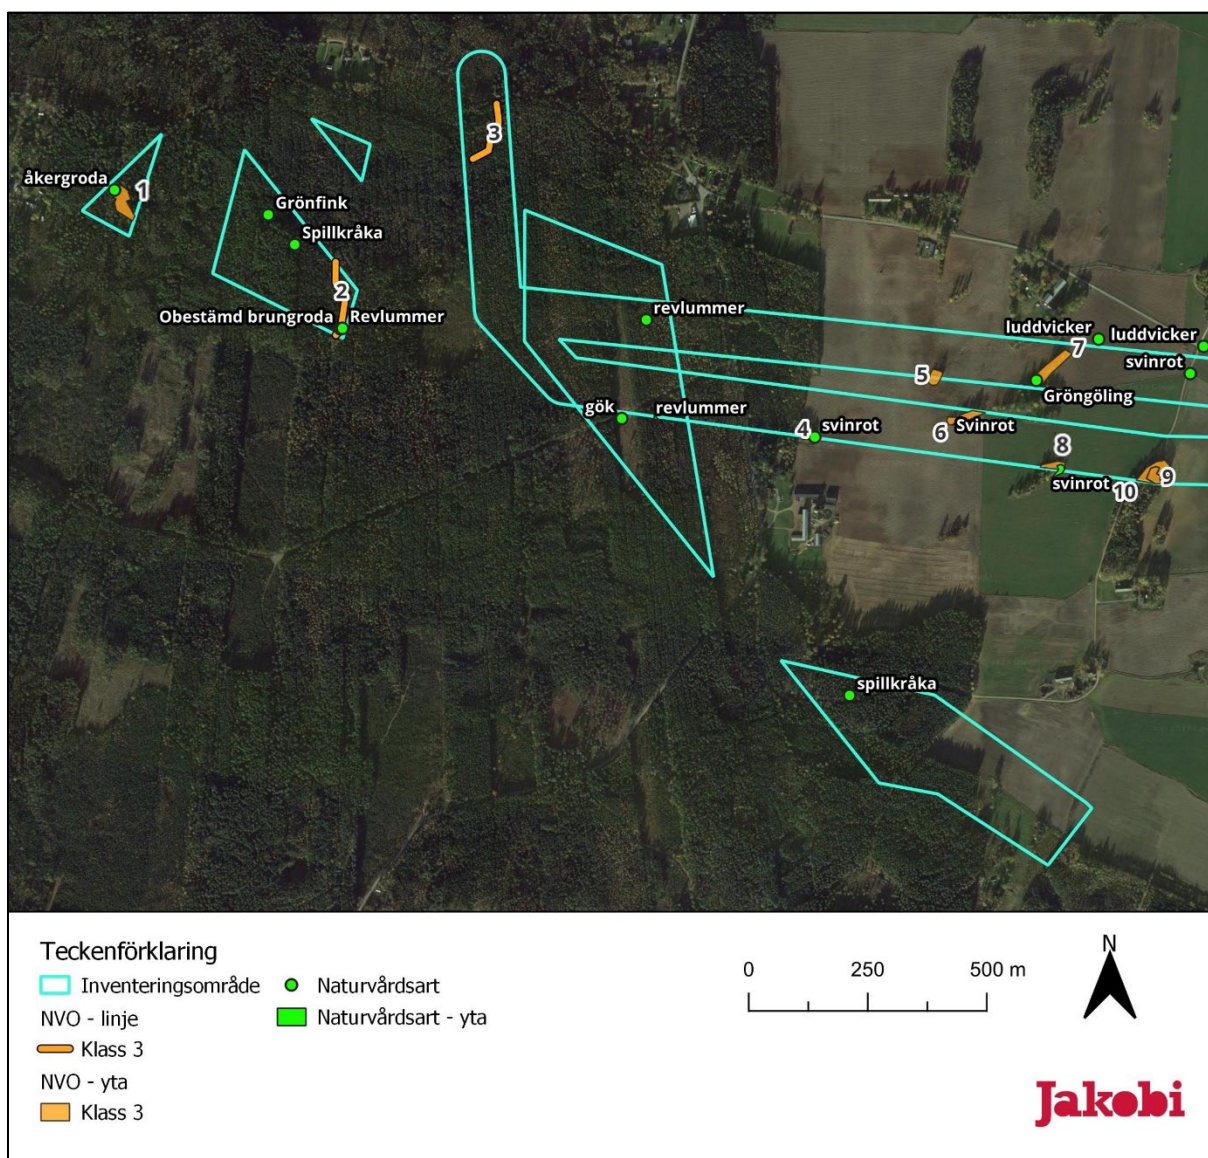 3
åkergroda
1
Grönfink
Spillkråka
2
Obestämd brungroda
Revlummer
revlummer
luddvicker
7
luddvicker
svinrot
5
Gröngöling
gök
revlummer
4
svinrot
6
Svinrot
8
svinrot
10
9
spillkråka
Teckenförklaring
Inventeringsområde
Naturvårdsart
NVO - linje
Naturvårdsart - yta
Klass 3
NVO - yta
Klass 3
0 250 500 m
N
Jakobi